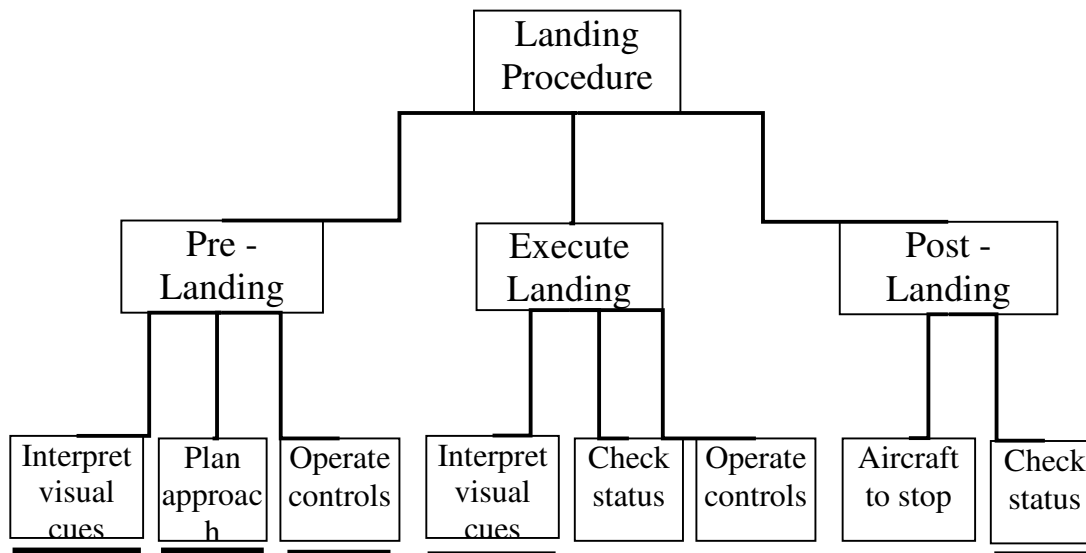 Landing
Procedure
Pre -
Landing
Execute
Landing
Post -
Landing
Interpret
visual
cues
Plan
approac
h
Operate
controls
Interpret
visual
cues
Check
status
Operate
controls
Aircraft
to stop
Check
status